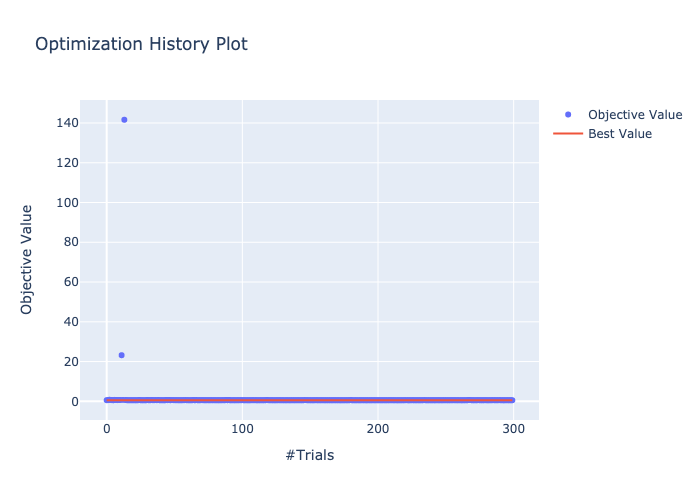 Optimization History Plot
Objective Value
140
120
100
80
60
40
20
0
0 100 200 300
#Trials
Objective Value
Best Value